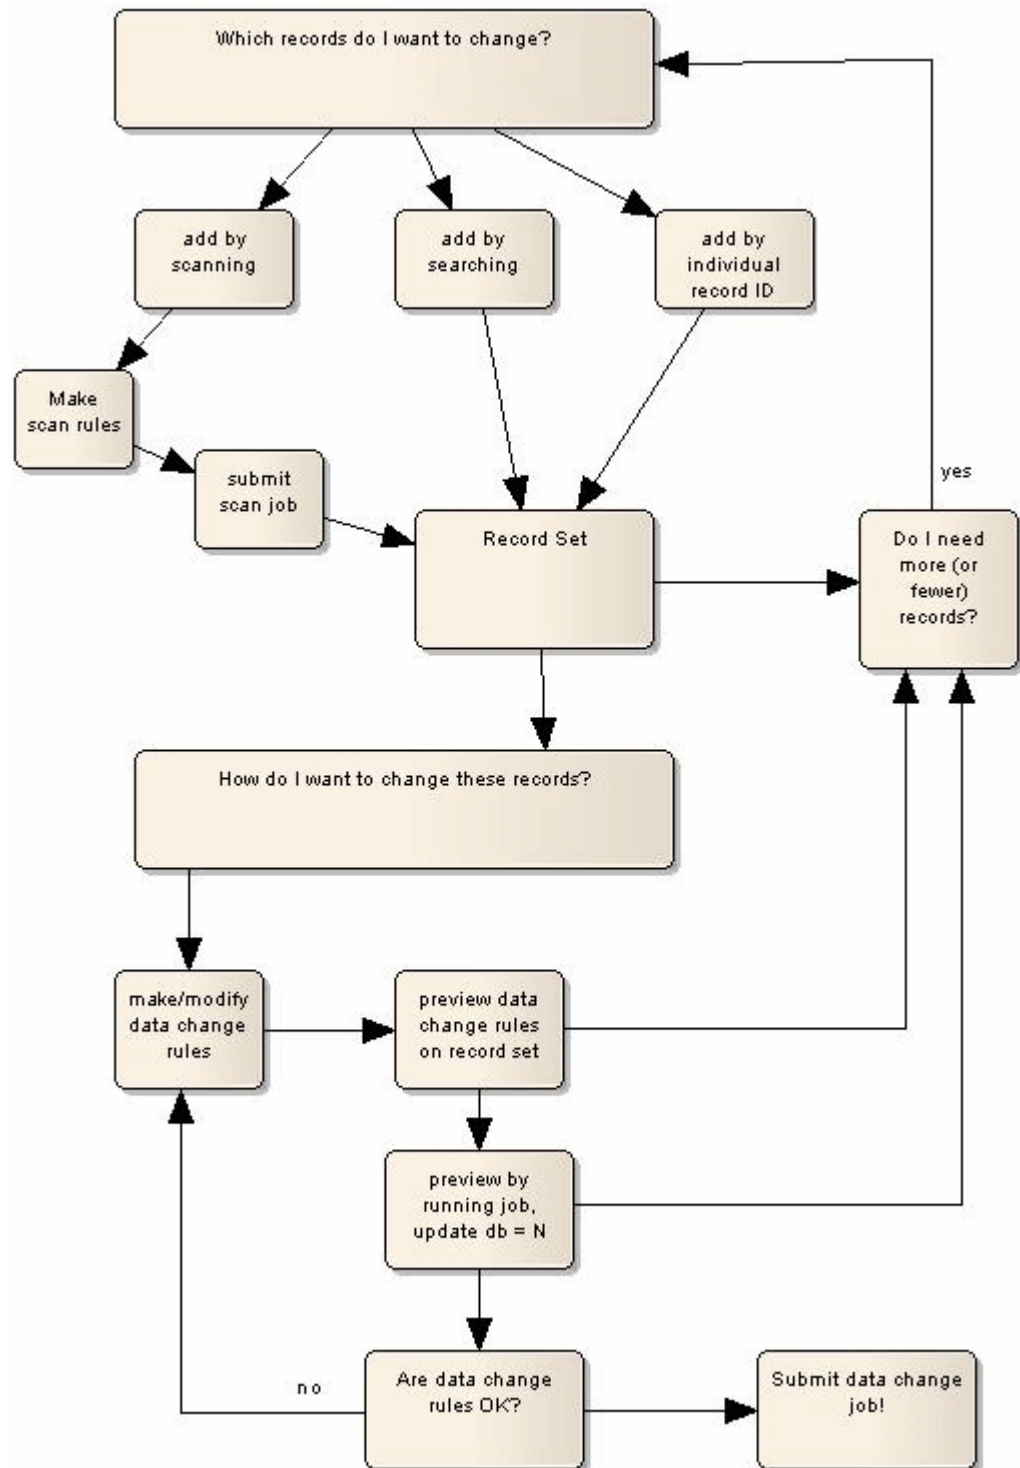 Which records do I want to change?
add by
scanning
add by
searching
add by
individual
record ID
Make
scan rules
submit
scan job
yes
Record Set
Do I need
more (or
fewer)
records?
How do I want to change these records?
make/modify
data change
rules
preview data
change rules
on record set
preview by
running job,
update db = N
no
Are data change
rules OK?
Submit data change
job!